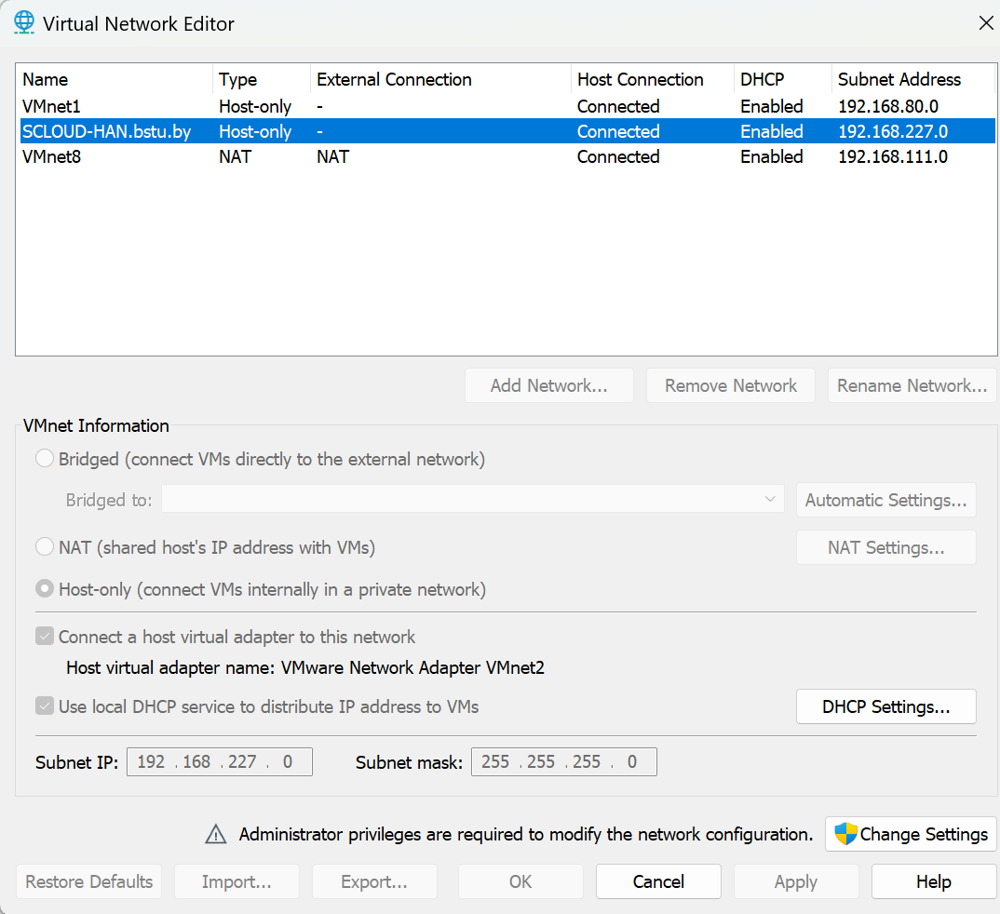 Virtual Network Editor
Name Type External Connection Host Connection DHCP Subnet Address
VMnet1 Host-only - Connected Enabled 192.168.80.0
SCLOUD-HAN.bstu.by Host-only - Connected Enabled 192.168.227.0
VMnet8 NAT NAT Connected Enabled 192.168.111.0
Add Network... Remove Network Rename Network...
VMnet Information
Bridged (connect VMs directly to the external network)
Bridged to: Automatic Settings...
NAT (shared host's IP address with VMs) NAT Settings...
Host-only (connect VMs internally in a private network)
Connect a host virtual adapter to this network
Host virtual adapter name: VMware Network Adapter VMnet2
Use local DHCP service to distribute IP address to VMs DHCP Settings...
Subnet IP: 192 . 168 . 227 . 0 Subnet mask: 255 . 255 . 255 . 0
Administrator privileges are required to modify the network configuration. Change Settings
Restore Defaults Import... Export... OK Cancel Apply Help